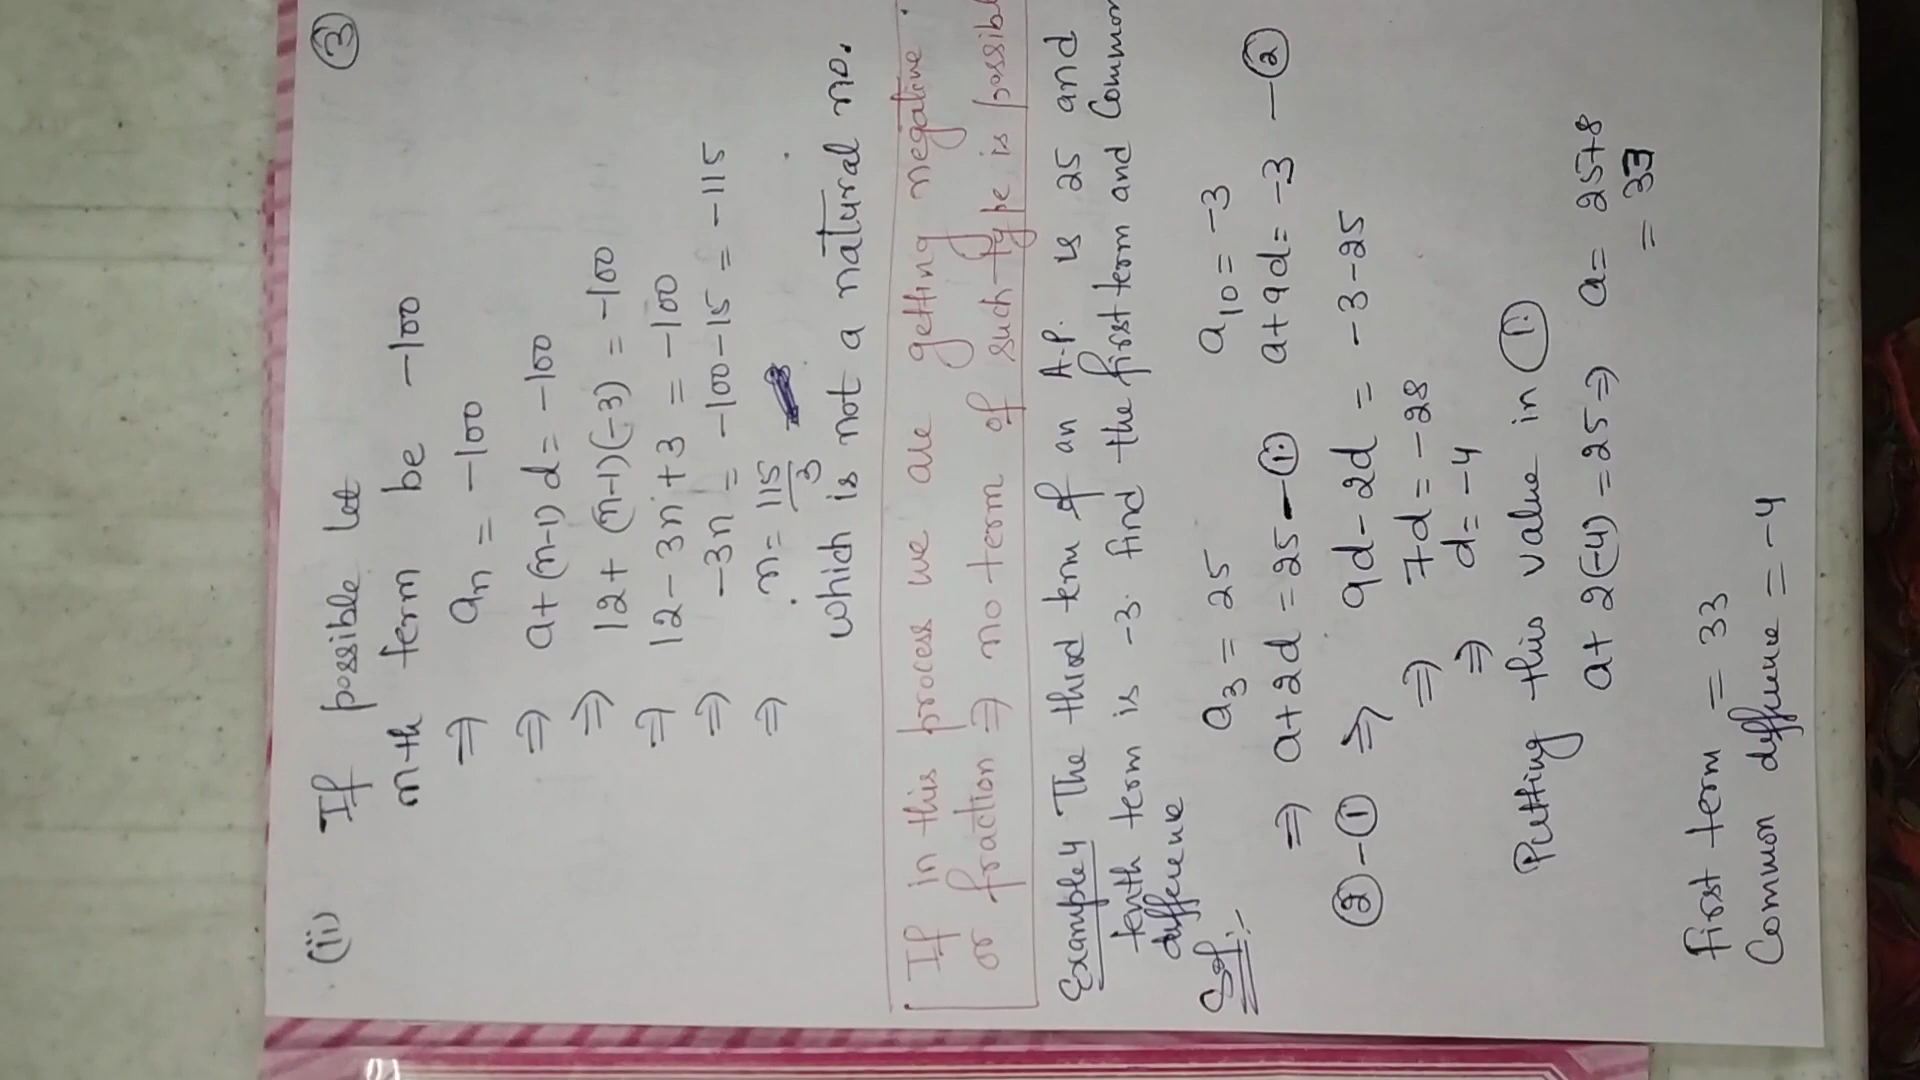 ③
(ii) If possible let
nth term be -100
⇒ an = -100
⇒ a+(n-1)d = -100
⇒ 12+(n-1)(-3) = -100
⇒ 12-3n+3 = -100
⇒ -3n = -100-15 = -115
⇒ n = 115/3
which is not a natural no.
If in this process we are getting negative
or fraction ⇒ no term of such type is possibl
Example 4 The third term of an A.P. is 25 and
tenth term is -3. find the first term and Common
difference
Sol:- a3 = 25 a10 = -3
⇒ a+2d = 25 - ① a+9d = -3 - ②
② - ① ⇒ 9d-2d = -3-25
⇒ 7d = -28
⇒ d = -4
Putting this value in ①
a+2(-4) = 25 ⇒ a = 25+8
= 33
First term = 33
Common difference = -4